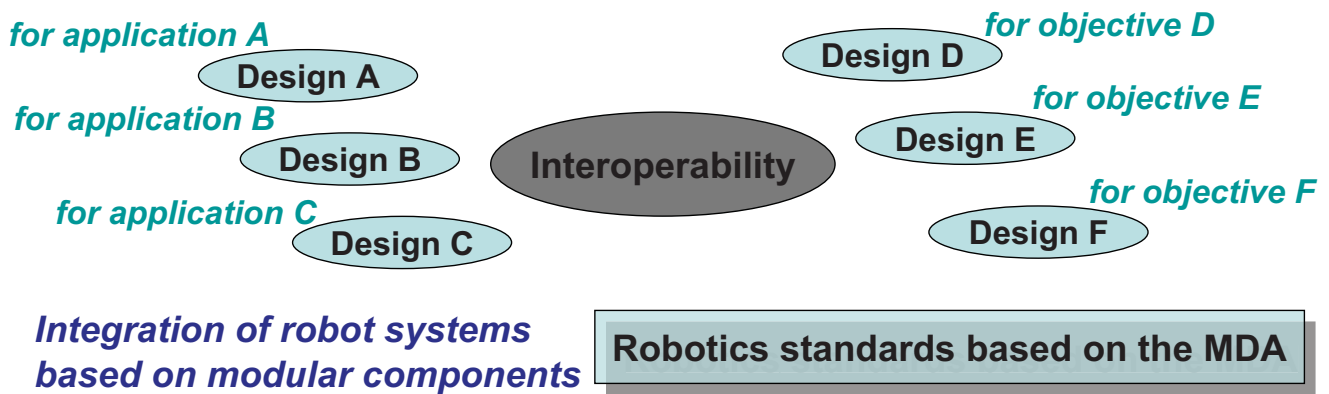 for application A
Design A
for application B
Design B
for application C
Design C
Interoperability
for objective D
Design D
for objective E
Design E
for objective F
Design F
Integration of robot systems
based on modular components
Robotics standards based on the MDA